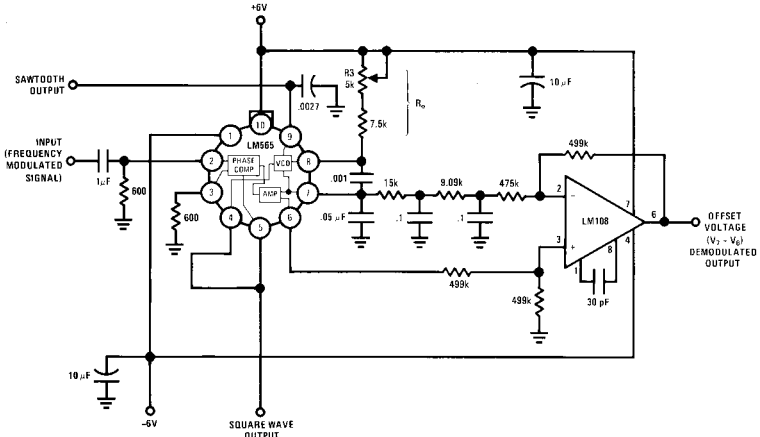 +6V
SAWTOOTH
OUTPUT
R3
5k
10 µF
.0027
Ro
INPUT
(FREQUENCY
MODULATED
SIGNAL)
1
10
9
LM565
7.5k
499k
2
PHASE
COMP
VCO
8
1µF
600
.001
3
AMP
7
15k
9.09k
475k
2
−
7
600
4
5
6
.05 µF
.1
.1
LM108
6
OFFSET
VOLTAGE
(V7 - V6)
DEMODULATED
OUTPUT
3
+
8
4
1
499k
30 pF
499k
10 µF
-6V
SQUARE WAVE
OUTPUT